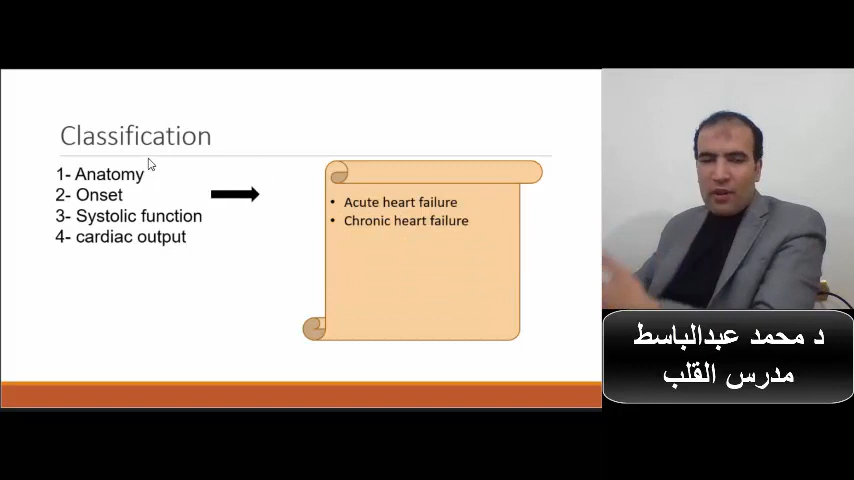 Classification
1- Anatomy
2- Onset
3- Systolic function
4- cardiac output
• Acute heart failure
• Chronic heart failure
د محمد عبدالباسط
مدرس القلب